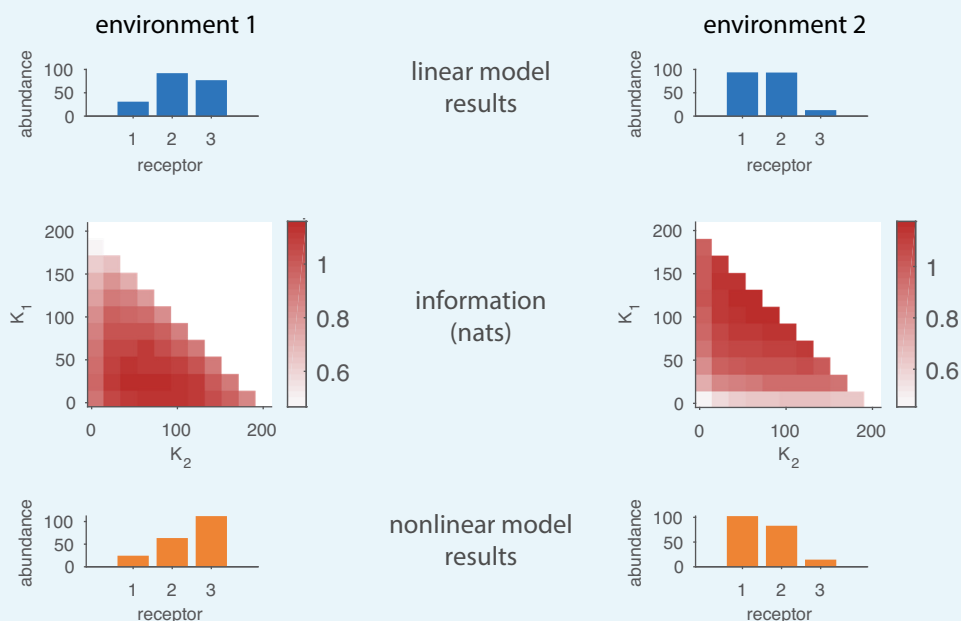 environment 1
environment 2
abundance
100
50
0
1 2 3
receptor
linear model
results
abundance
100
50
0
1 2 3
receptor
K1
200
150
100
50
0
0 100 200
K2
1
0.8
0.6
information
(nats)
K1
200
150
100
50
0
0 100 200
K2
1
0.8
0.6
abundance
100
50
0
1 2 3
receptor
nonlinear model
results
abundance
100
50
0
1 2 3
receptor